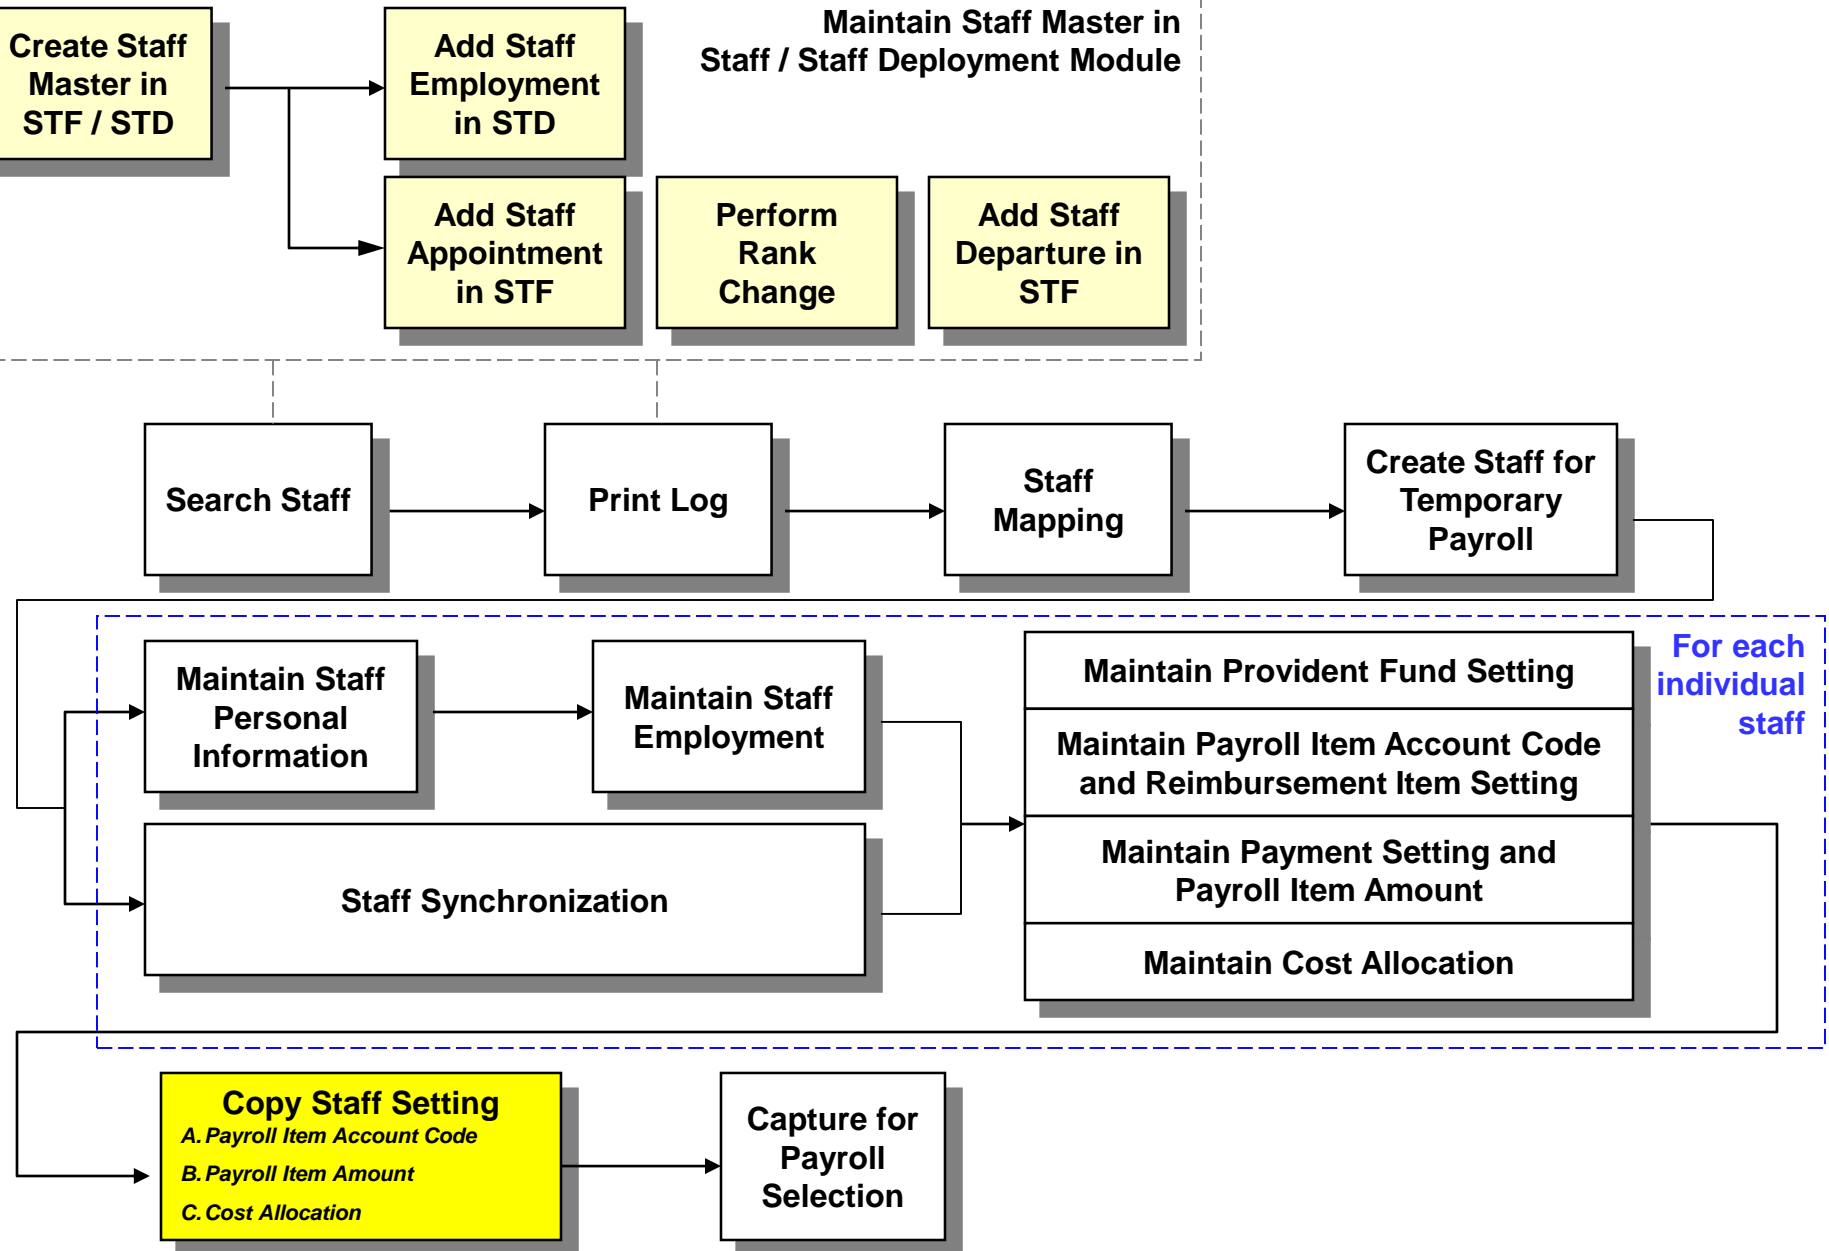 Maintain Staff Master in
Staff / Staff Deployment Module
Create Staff
Master in
STF / STD
Add Staff
Employment
in STD
Add Staff
Appointment
in STF
Perform
Rank
Change
Add Staff
Departure in
STF
Search Staff
Print Log
Staff
Mapping
Create Staff for
Temporary
Payroll
For each
individual
staff
Maintain Staff
Personal
Information
Maintain Staff
Employment
Staff Synchronization
Maintain Provident Fund Setting
Maintain Payroll Item Account Code
and Reimbursement Item Setting
Maintain Payment Setting and
Payroll Item Amount
Maintain Cost Allocation
Copy Staff Setting
A. Payroll Item Account Code
B. Payroll Item Amount
C. Cost Allocation
Capture for
Payroll
Selection